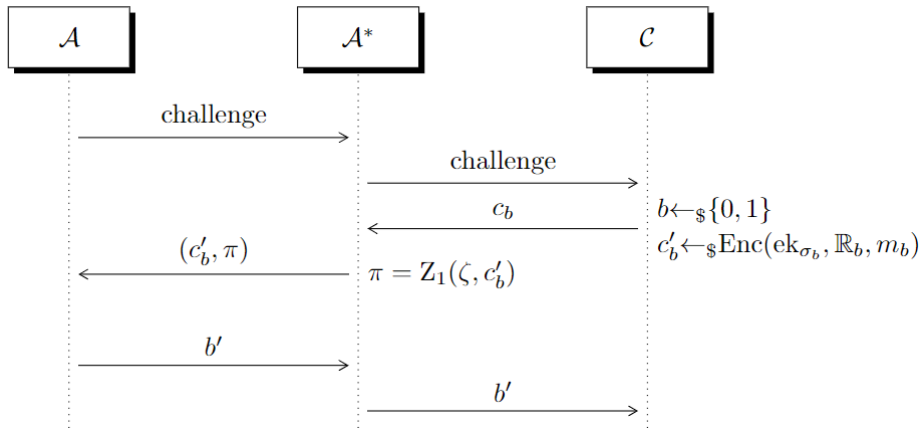 𝒜 𝒜* 𝒞
challenge
challenge
c_b b←_${0, 1}
c'_b←_$Enc(ek_{σ_b}, ℝ_b, m_b)
(c'_b, π) π = Z_1(ζ, c'_b)
b'
b'